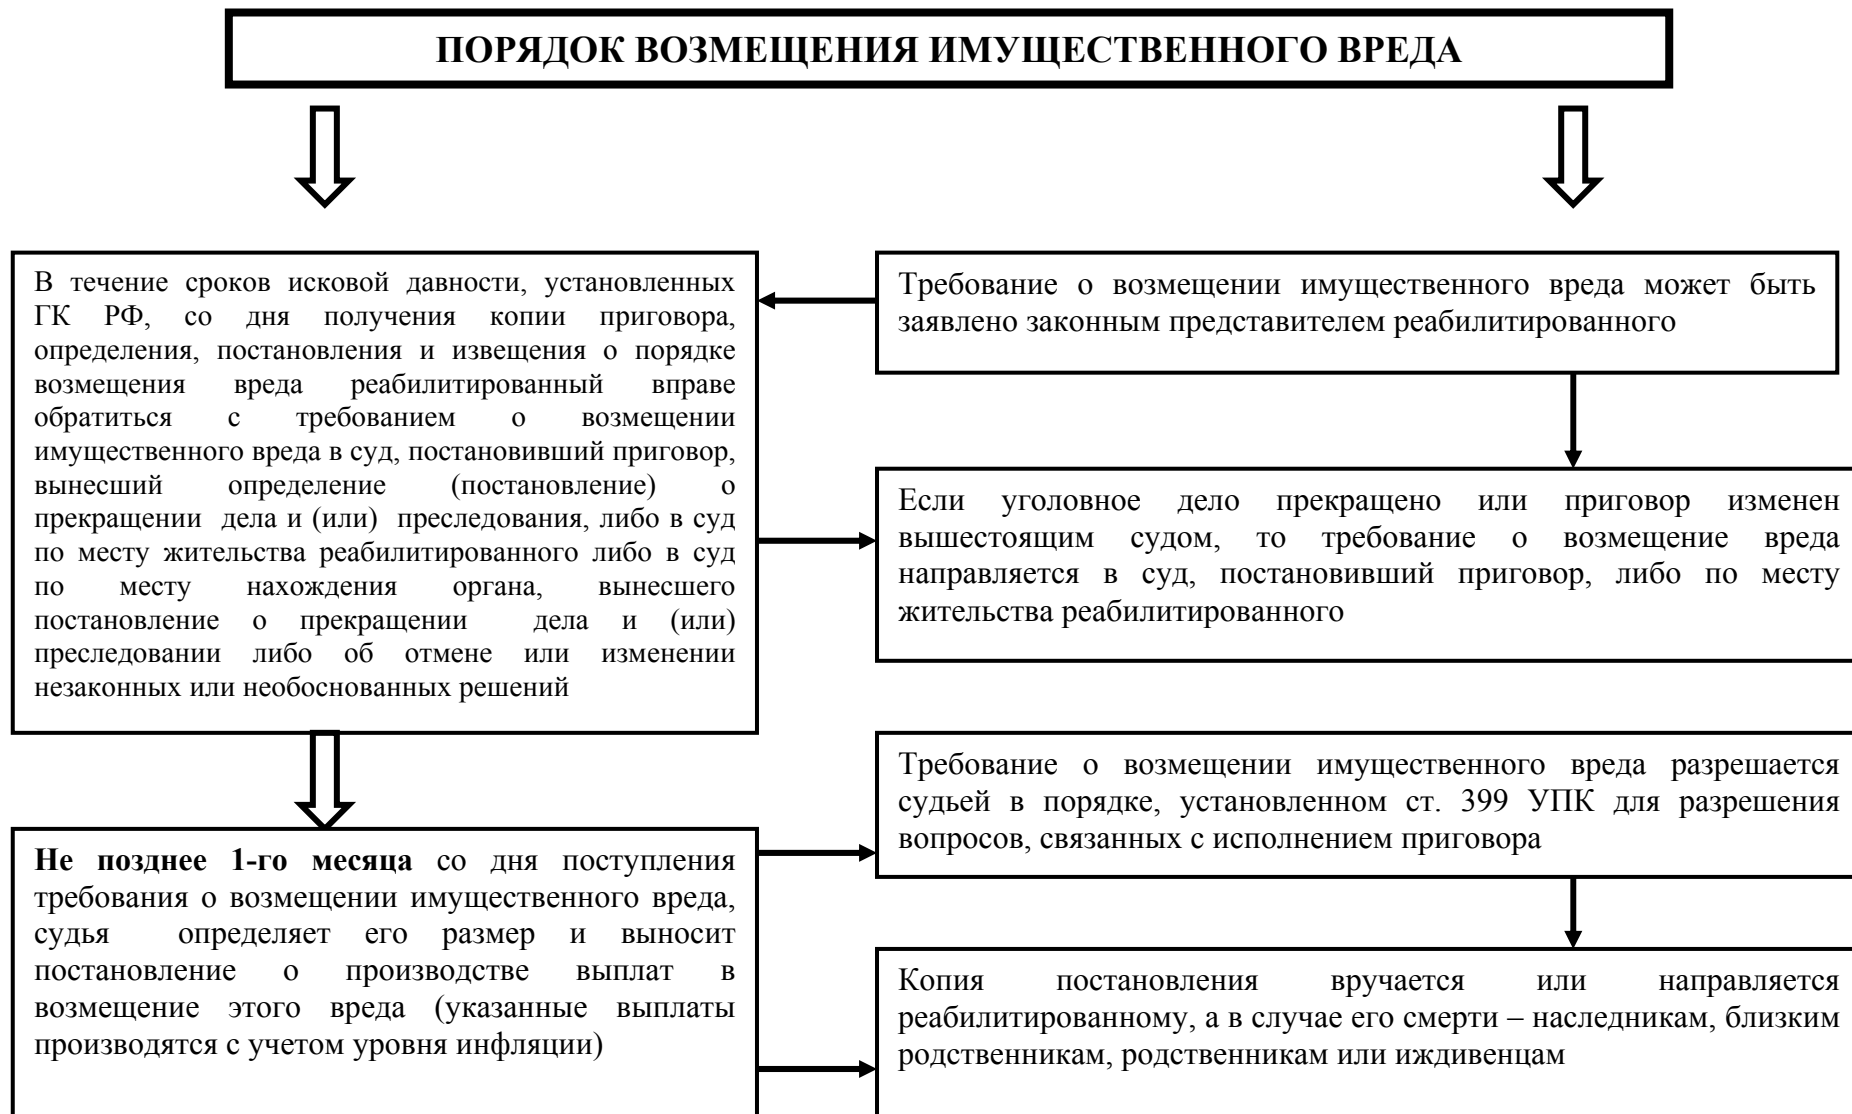 ПОРЯДОК ВОЗМЕЩЕНИЯ ИМУЩЕСТВЕННОГО ВРЕДА
В течение сроков исковой давности, установленных
ГК РФ, со дня получения копии приговора,
определения, постановления и извещения о порядке
возмещения вреда реабилитированный вправе
обратиться с требованием о возмещении
имущественного вреда в суд, постановивший приговор,
вынесший определение (постановление) о
прекращении дела и (или) преследования, либо в суд
по месту жительства реабилитированного либо в суд
по месту нахождения органа, вынесшего
постановление о прекращении дела и (или)
преследовании либо об отмене или изменении
незаконных или необоснованных решений
Требование о возмещении имущественного вреда может быть
заявлено законным представителем реабилитированного
Если уголовное дело прекращено или приговор изменен
вышестоящим судом, то требование о возмещение вреда
направляется в суд, постановивший приговор, либо по месту
жительства реабилитированного
Не позднее 1-го месяца со дня поступления
требования о возмещении имущественного вреда,
судья определяет его размер и выносит
постановление о производстве выплат в
возмещение этого вреда (указанные выплаты
производятся с учетом уровня инфляции)
Требование о возмещении имущественного вреда разрешается
судьей в порядке, установленном ст. 399 УПК для разрешения
вопросов, связанных с исполнением приговора
Копия постановления вручается или направляется
реабилитированному, а в случае его смерти – наследникам, близким
родственникам, родственникам или иждивенцам